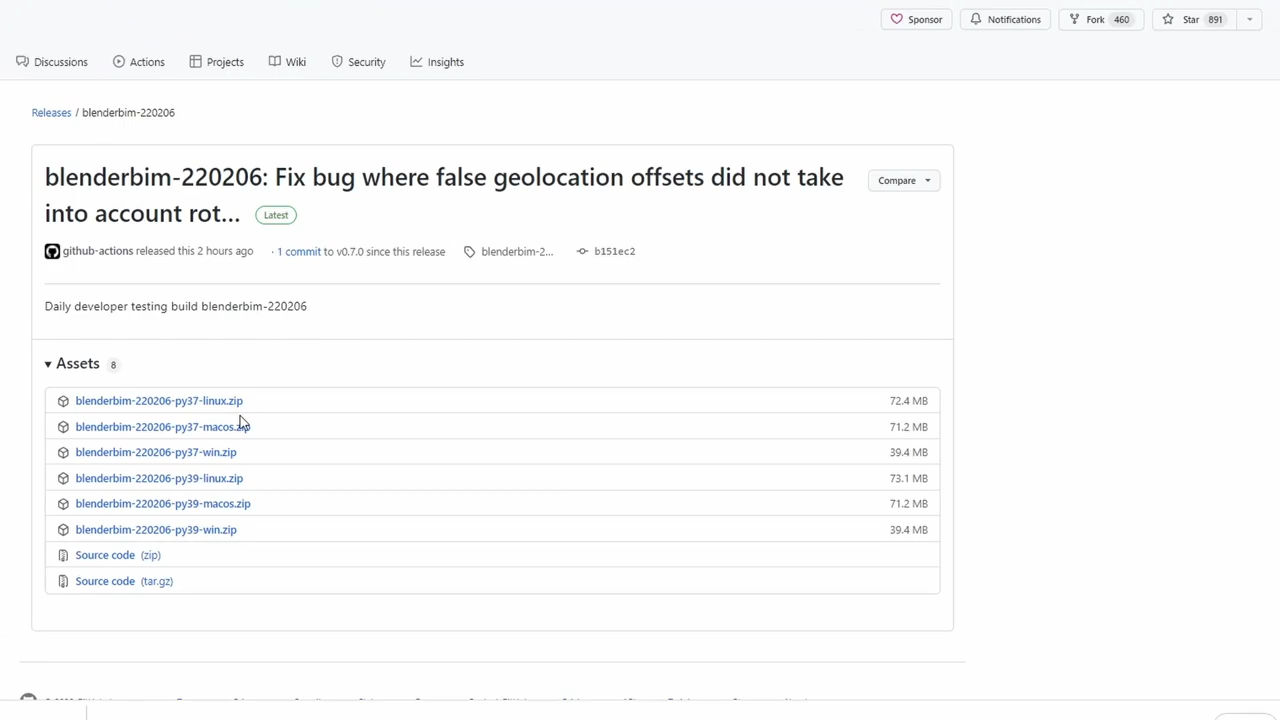 Sponsor Notifications Fork 460 Star 891
Discussions Actions Projects Wiki Security Insights
Releases / blenderbim-220206
blenderbim-220206: Fix bug where false geolocation offsets did not take
into account rot... Latest
Compare
github-actions released this 2 hours ago · 1 commit to v0.7.0 since this release blenderbim-2... b151ec2
Daily developer testing build blenderbim-220206
Assets 8
blenderbim-220206-py37-linux.zip 72.4 MB
blenderbim-220206-py37-macos.zip 71.2 MB
blenderbim-220206-py37-win.zip 39.4 MB
blenderbim-220206-py39-linux.zip 73.1 MB
blenderbim-220206-py39-macos.zip 71.2 MB
blenderbim-220206-py39-win.zip 39.4 MB
Source code (zip)
Source code (tar.gz)